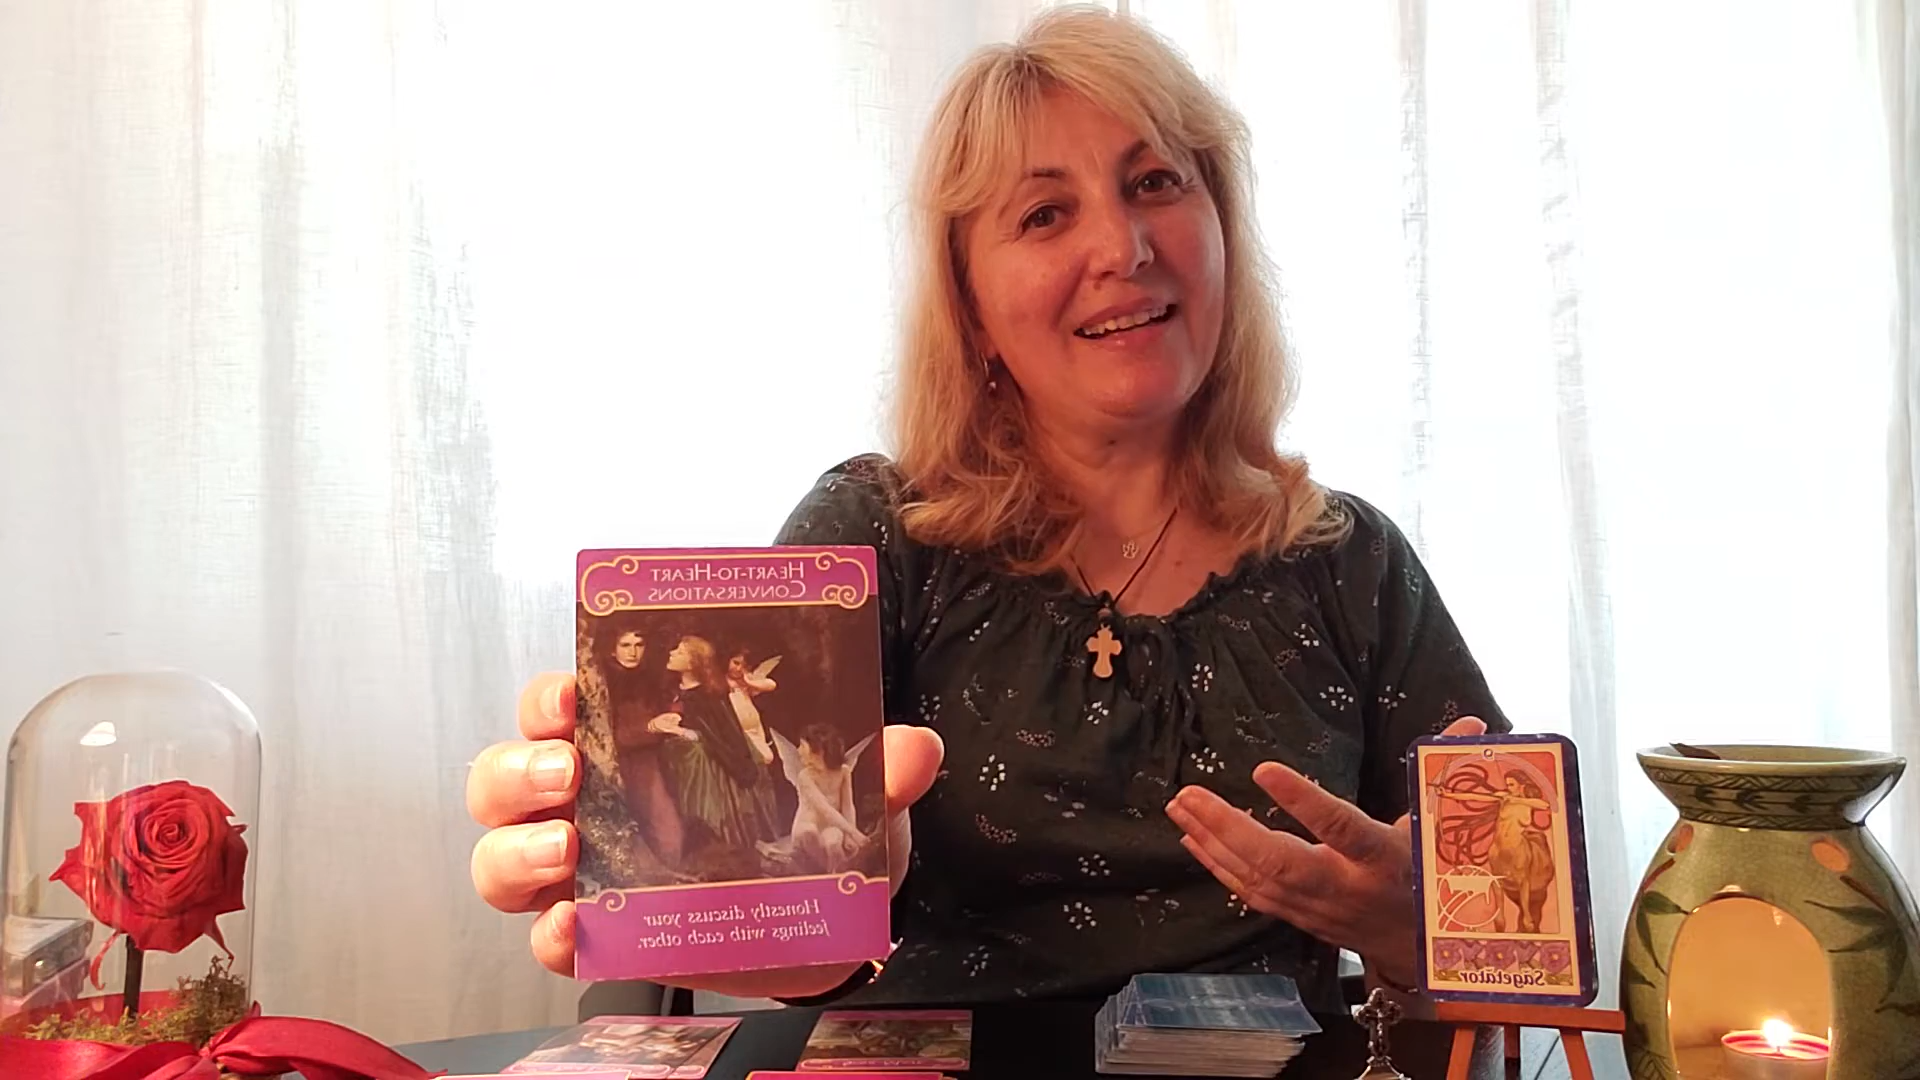 HEART-TO-HEART
CONVERSATIONS
Honestly discuss your
feelings with each other.
Săgetător